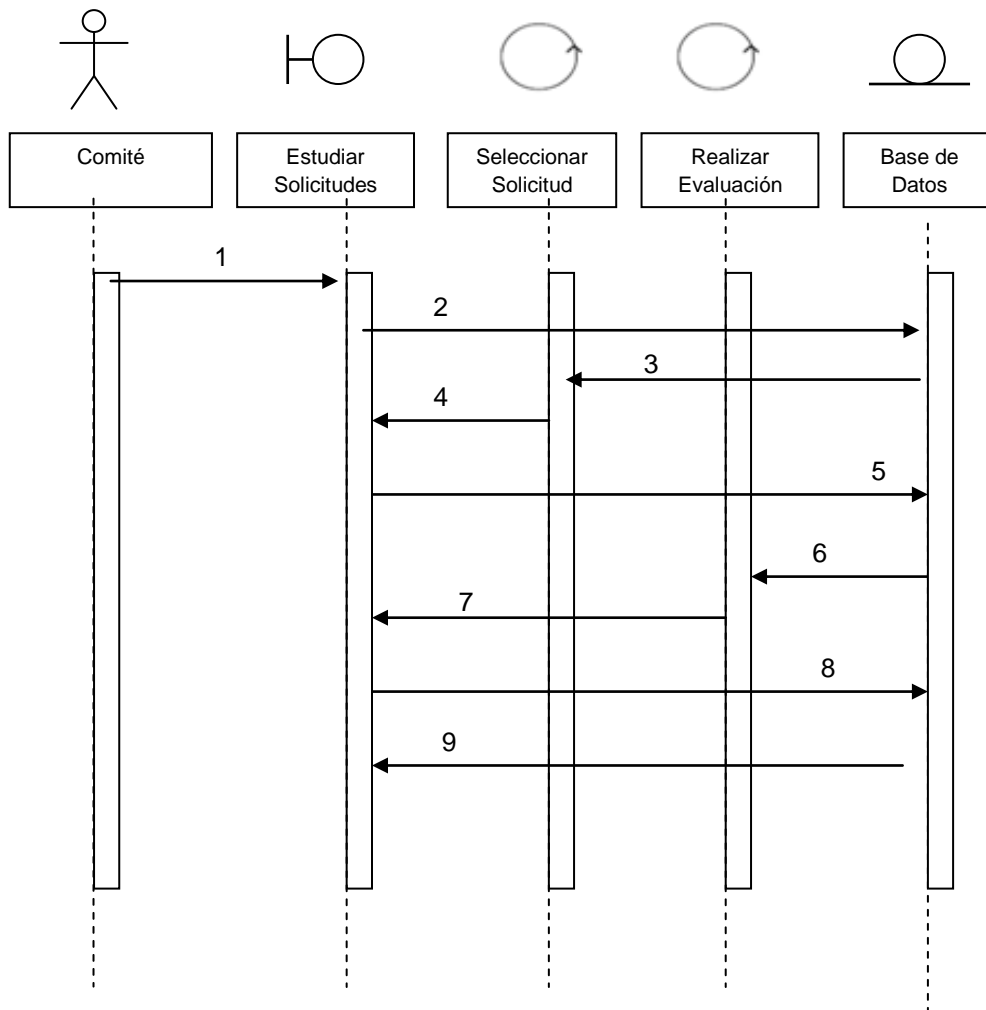 Comité
Estudiar
Solicitudes
Seleccionar
Solicitud
Realizar
Evaluación
Base de
Datos
1
2
3
4
5
6
7
8
9